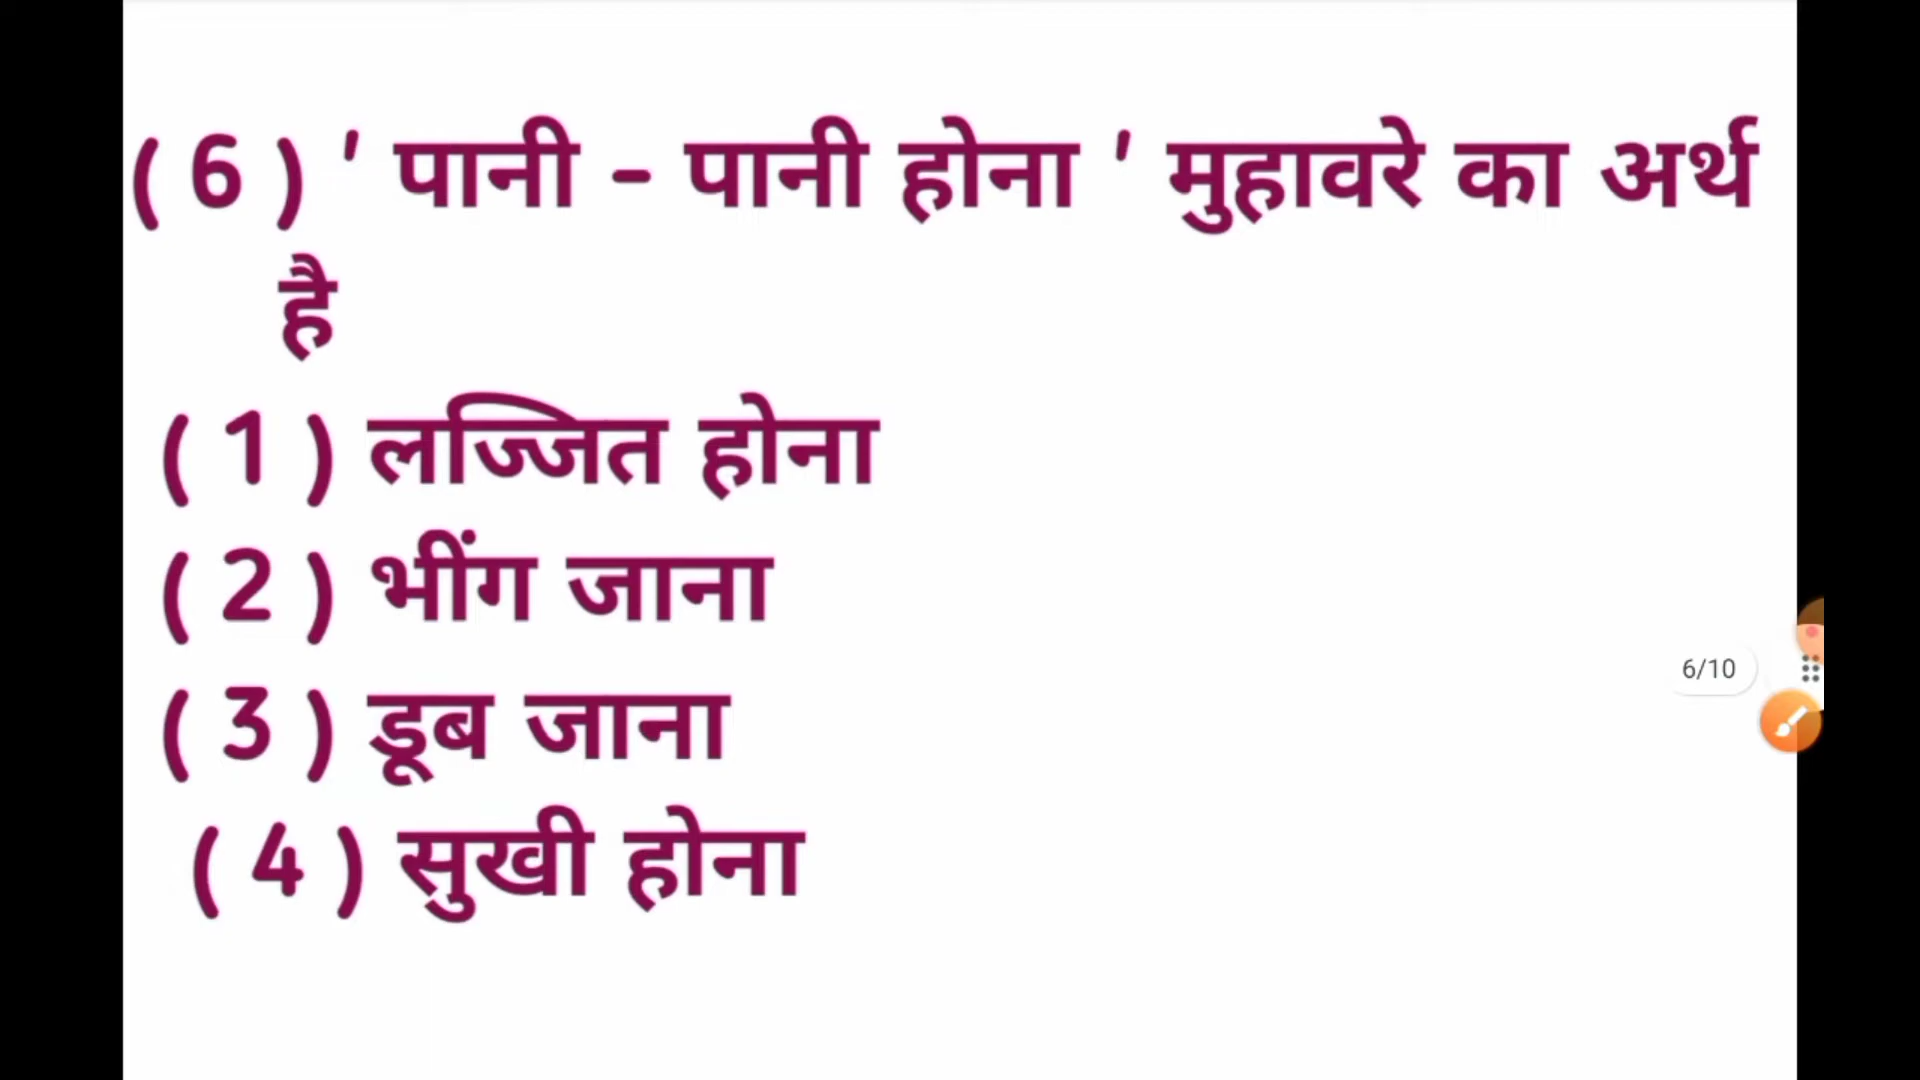 ( 6 ) ' पानी - पानी होना ' मुहावरे का अर्थ
है
( 1 ) लज्जित होना
( 2 ) भींग जाना
( 3 ) डूब जाना
( 4 ) सुखी होना
6/10